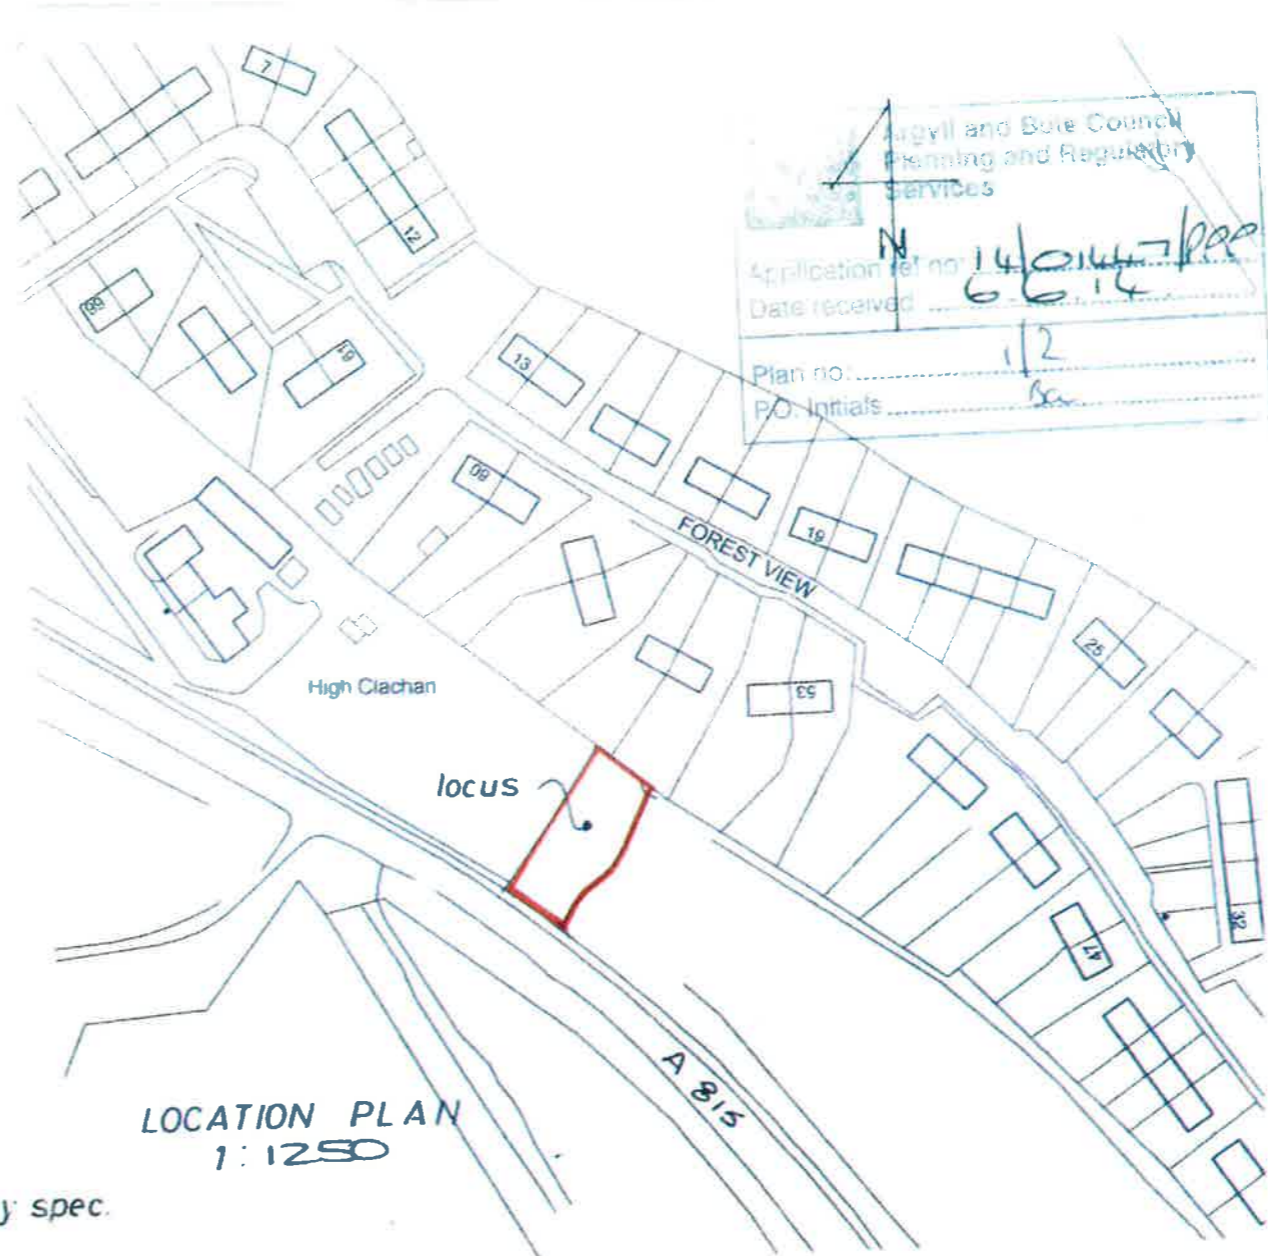 7
12
66
61
13
60
19
FOREST VIEW
25
53
High Clachan
locus
47
32
A 815
LOCATION PLAN
1:1250
spec.
Argyll and Bute Council
Planning and Regulatory
Services
N
Application ref no: 14/01447/PPP
Date received 6 6 14
Plan no: 1/2
P.O. Initials